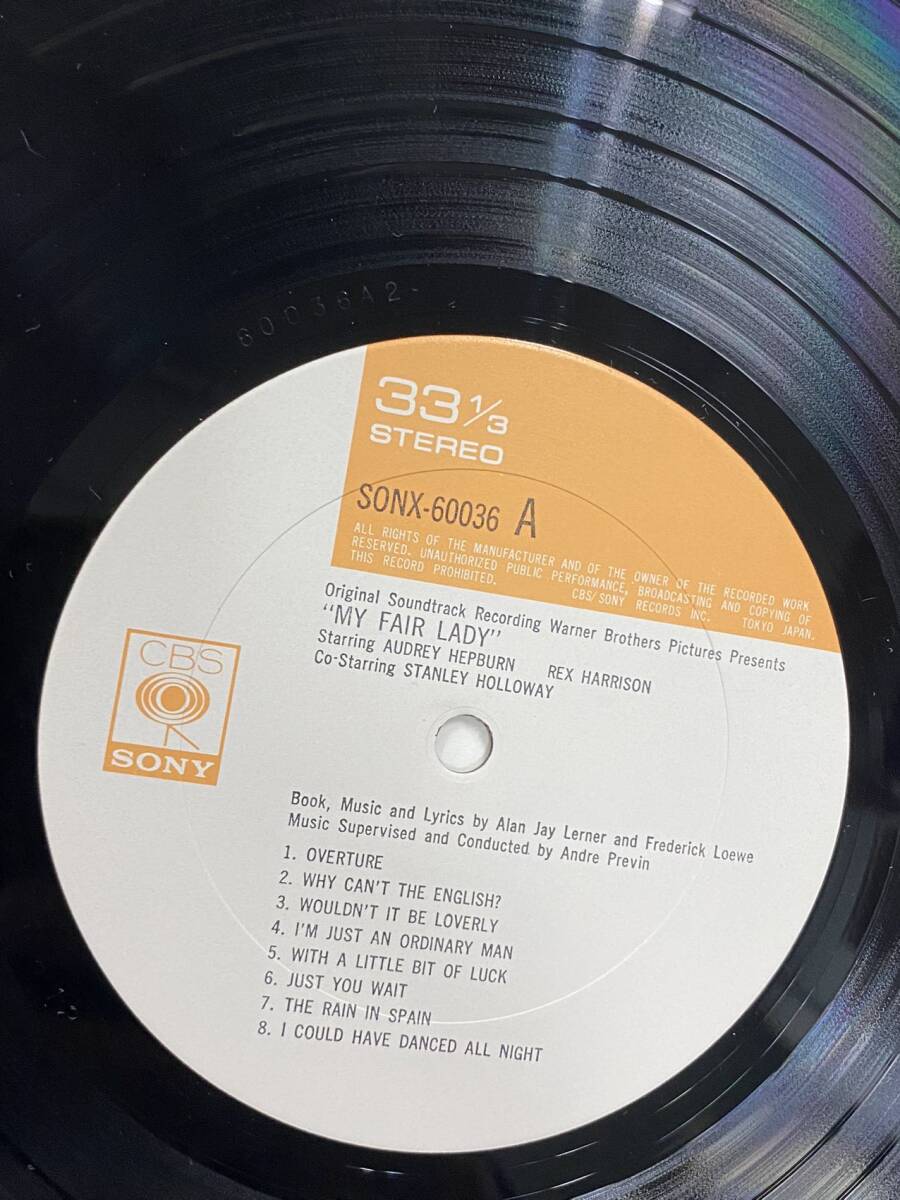 60036A2-
33 1/3
STEREO
SONX-60036 A
ALL RIGHTS OF THE MANUFACTURER AND OF THE OWNER OF THE RECORDED WORK
RESERVED. UNAUTHORIZED PUBLIC PERFORMANCE, BROADCASTING AND COPYING OF
THIS RECORD PROHIBITED. CBS/SONY RECORDS INC. TOKYO JAPAN.
Original Soundtrack Recording Warner Brothers Pictures Presents
"MY FAIR LADY"
Starring AUDREY HEPBURN REX HARRISON
Co-Starring STANLEY HOLLOWAY
CBS
SONY
Book, Music and Lyrics by Alan Jay Lerner and Frederick Loewe
Music Supervised and Conducted by Andre Previn
1. OVERTURE
2. WHY CAN'T THE ENGLISH?
3. WOULDN'T IT BE LOVERLY
4. I'M JUST AN ORDINARY MAN
5. WITH A LITTLE BIT OF LUCK
6. JUST YOU WAIT
7. THE RAIN IN SPAIN
8. I COULD HAVE DANCED ALL NIGHT